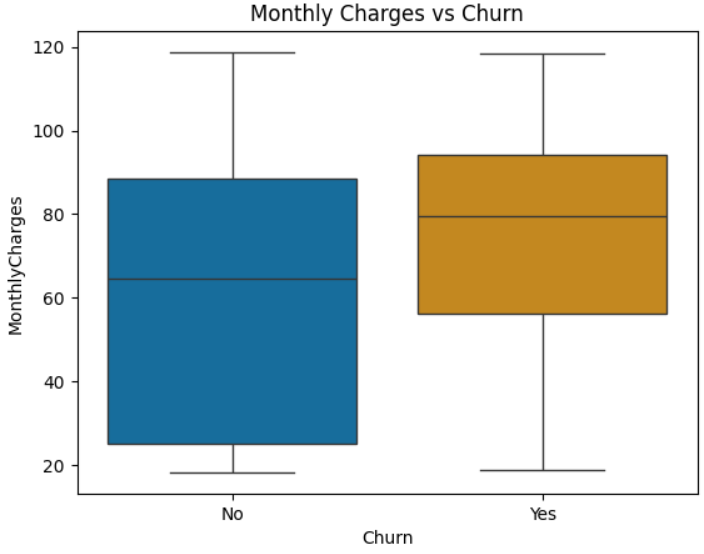 Monthly Charges vs Churn
MonthlyCharges
120
100
80
60
40
20
No
Yes
Churn